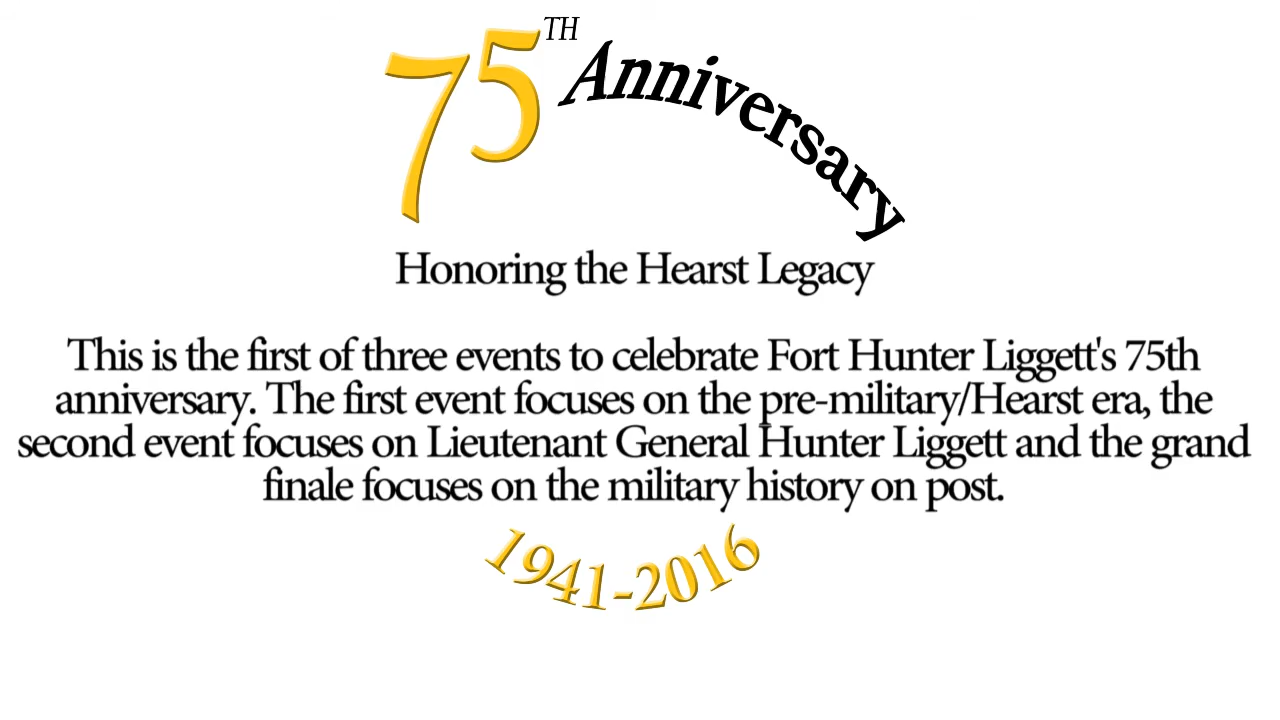 75TH Anniversary
Honoring the Hearst Legacy
This is the first of three events to celebrate Fort Hunter Liggett's 75th
anniversary. The first event focuses on the pre-military/Hearst era, the
second event focuses on Lieutenant General Hunter Liggett and the grand
finale focuses on the military history on post.
1941-2016